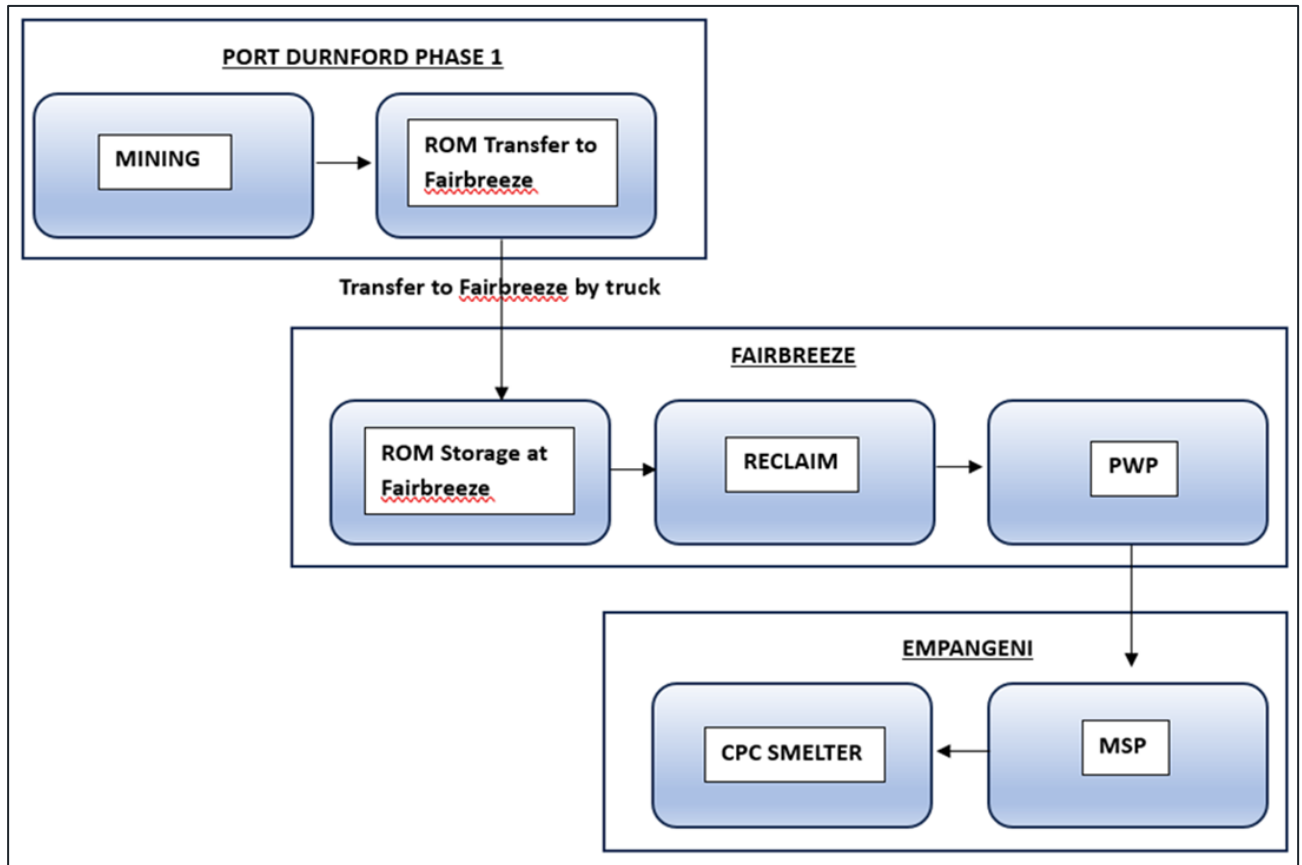 PORT DURNFORD PHASE 1
MINING
ROM Transfer to
Fairbreeze
Transfer to Fairbreeze by truck
FAIRBREEZE
ROM Storage at
Fairbreeze
RECLAIM
PWP
EMPANGENI
CPC SMELTER
MSP